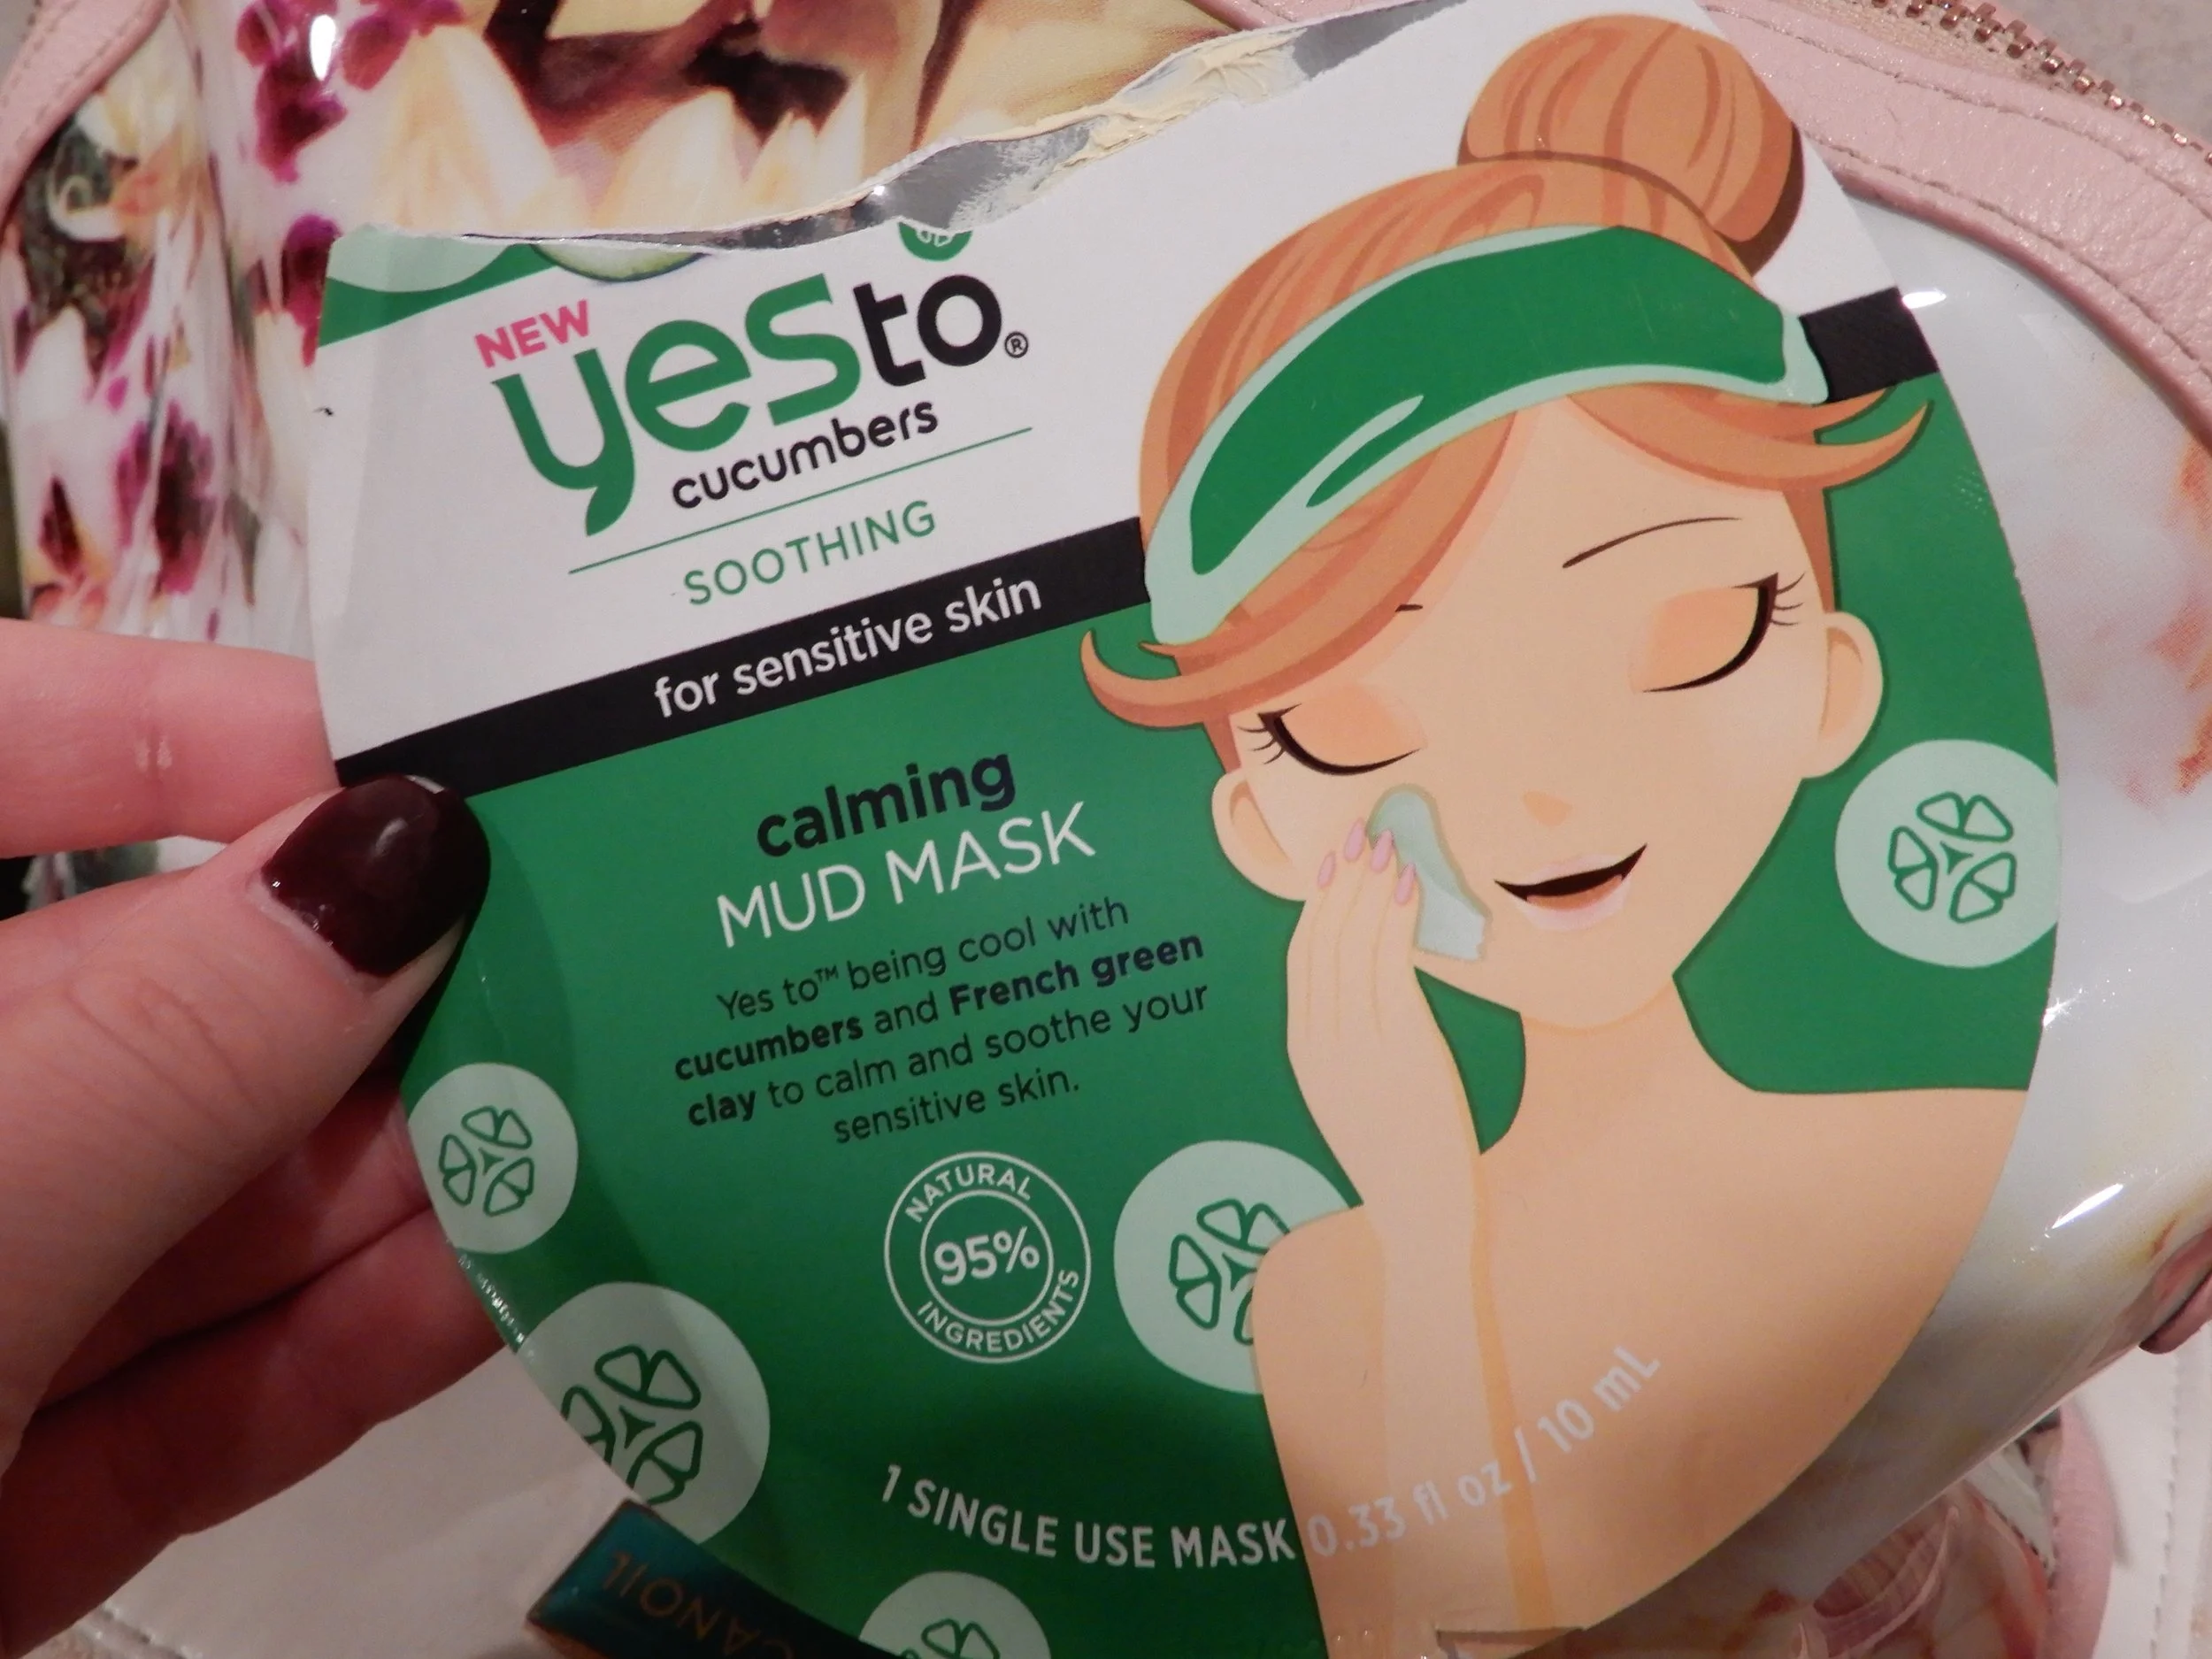 NEW
yes to®
cucumbers
SOOTHING
for sensitive skin
calming
MUD MASK
Yes to™ being cool with
cucumbers and French green
clay to calm and soothe your
sensitive skin.
NATURAL
95%
INGREDIENTS
1 SINGLE USE MASK 0.33 fl oz / 10 mL
CANOIL